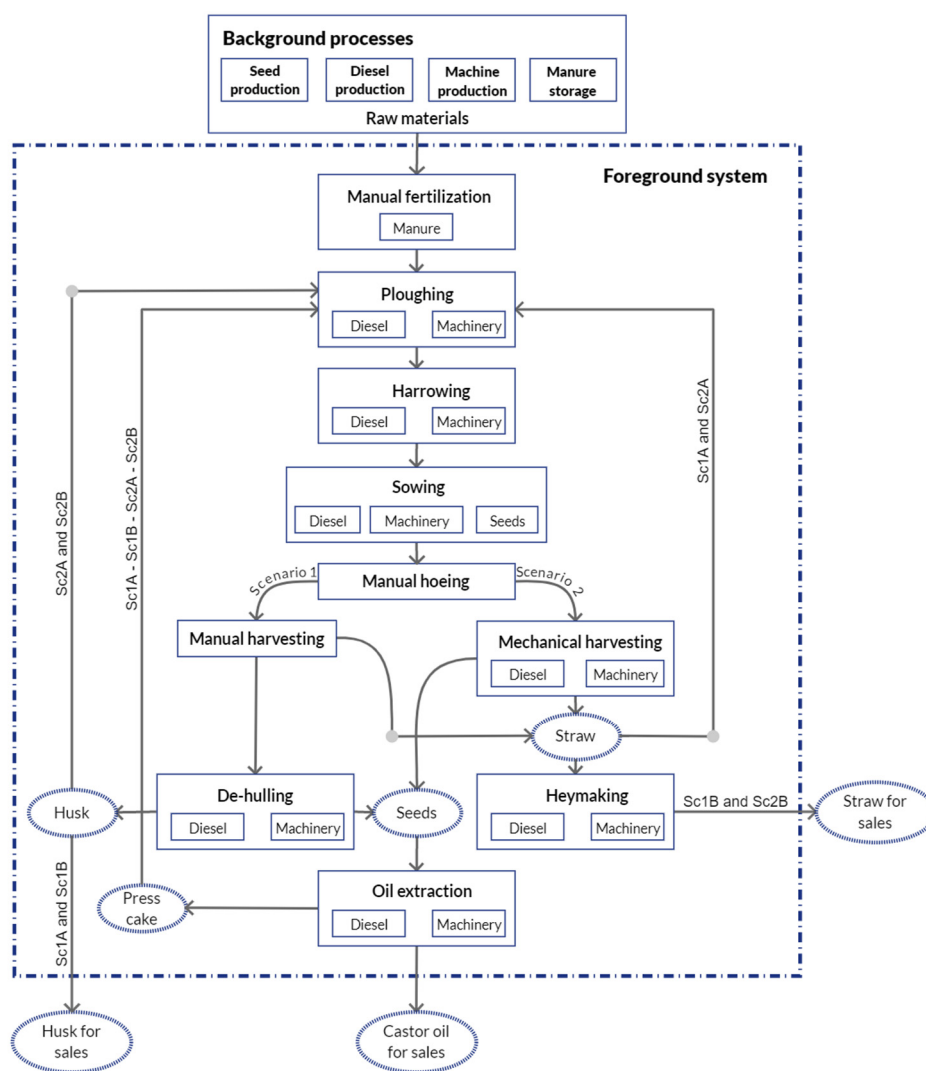 Background processes
Seed
production
Diesel
production
Machine
production
Manure
storage
Raw materials
Foreground system
Manual fertilization
Manure
Ploughing
Diesel
Machinery
Harrowing
Diesel
Machinery
Sowing
Diesel
Machinery
Seeds
Manual hoeing
Scenario 1
Scenario 2
Manual harvesting
Mechanical harvesting
Diesel
Machinery
Straw
Sc2A and Sc2B
Sc1A - Sc1B - Sc2A - Sc2B
Sc1A and Sc2A
Husk
De-hulling
Diesel
Machinery
Seeds
Heymaking
Diesel
Machinery
Sc1B and Sc2B
Straw for
sales
Press
cake
Oil extraction
Diesel
Machinery
Sc1A and Sc1B
Husk for
sales
Castor oil
for sales